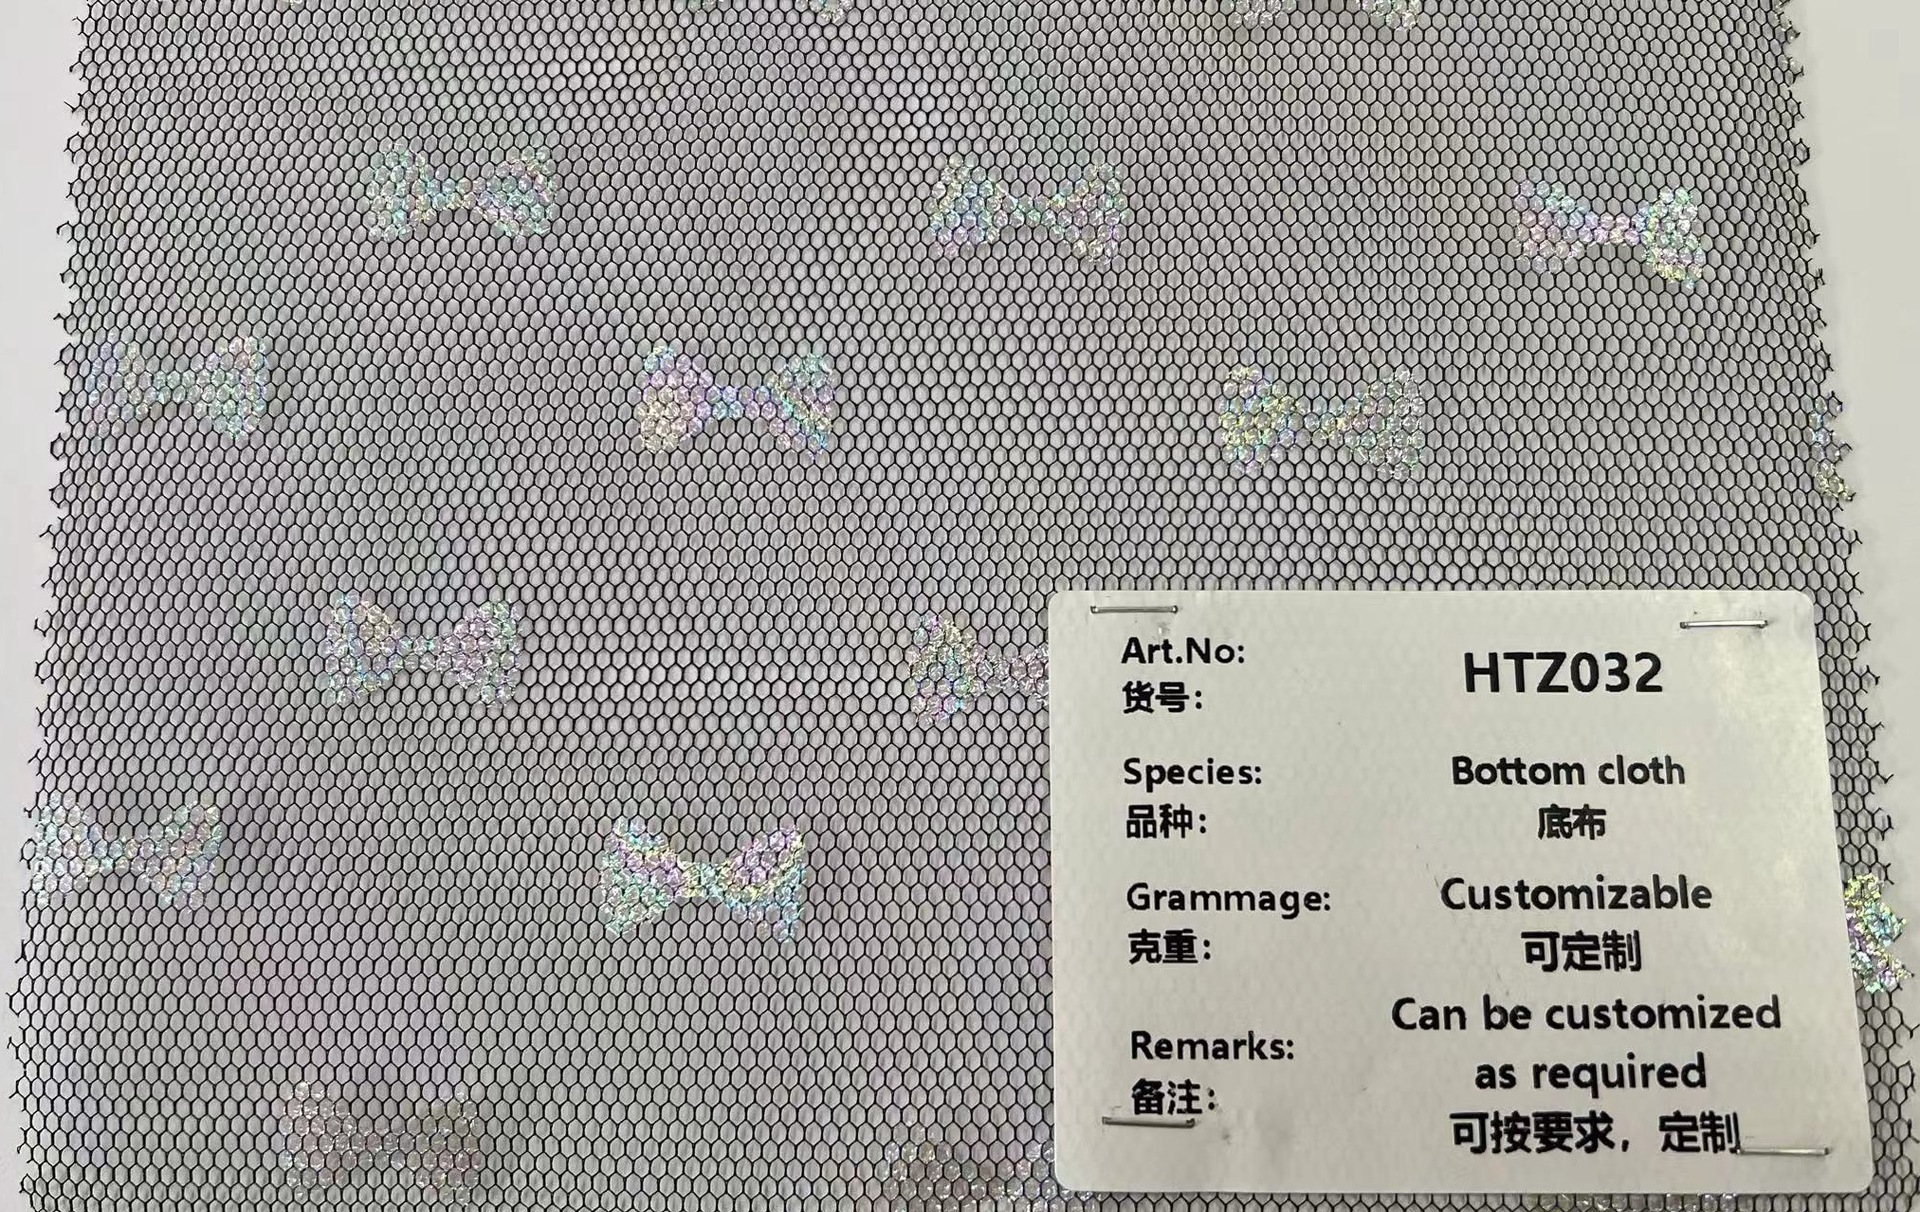 Art.No: HTZ032
货号：
Species: Bottom cloth
品种： 底布
Grammage: Customizable
克重： 可定制
Can be customized
Remarks: as required
备注： 可按要求，定制